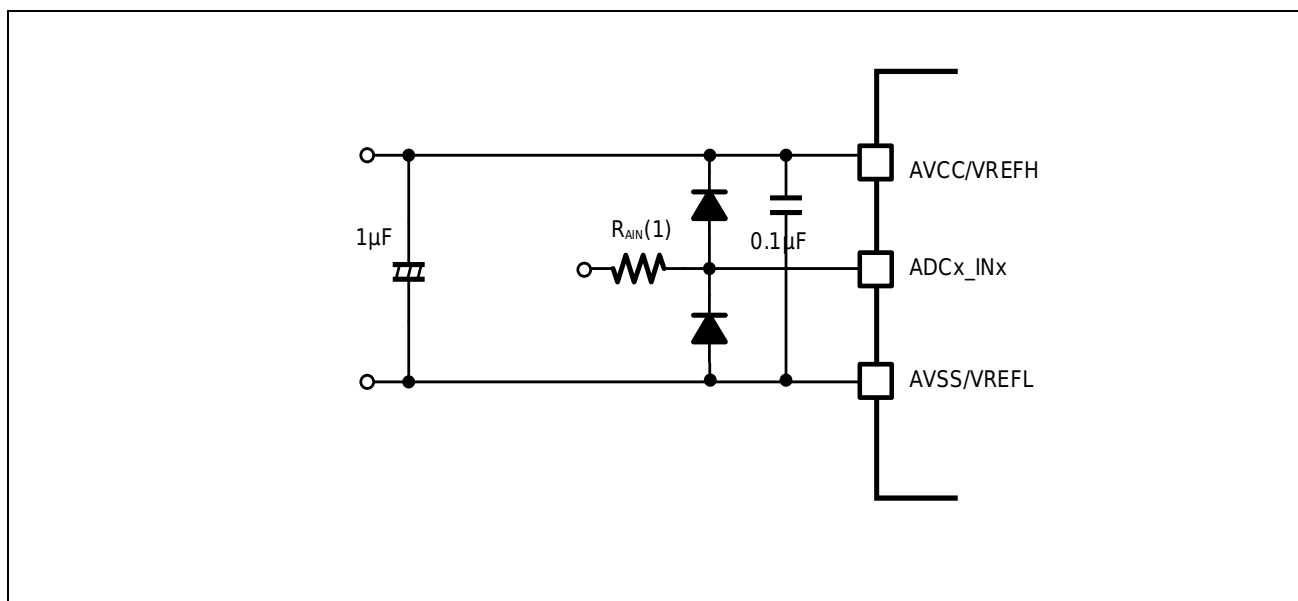 AVCC/VREFH
RAIN(1)
1µF
0.1µF
ADCx_INx
AVSS/VREFL